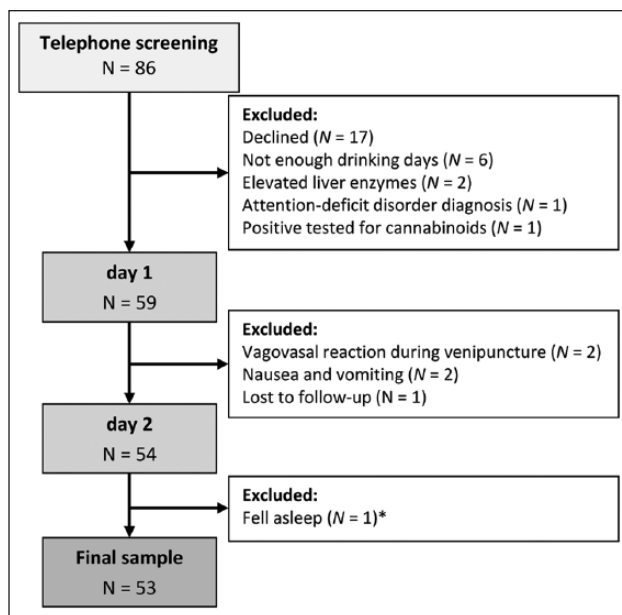 Telephone screening
N = 86
Excluded:
Declined (N = 17)
Not enough drinking days (N = 6)
Elevated liver enzymes (N = 2)
Attention-deficit disorder diagnosis (N = 1)
Positive tested for cannabinoids (N = 1)
day 1
N = 59
Excluded:
Vagovasal reaction during venipuncture (N = 2)
Nausea and vomiting (N = 2)
Lost to follow-up (N = 1)
day 2
N = 54
Excluded:
Fell asleep (N = 1)*
Final sample
N = 53